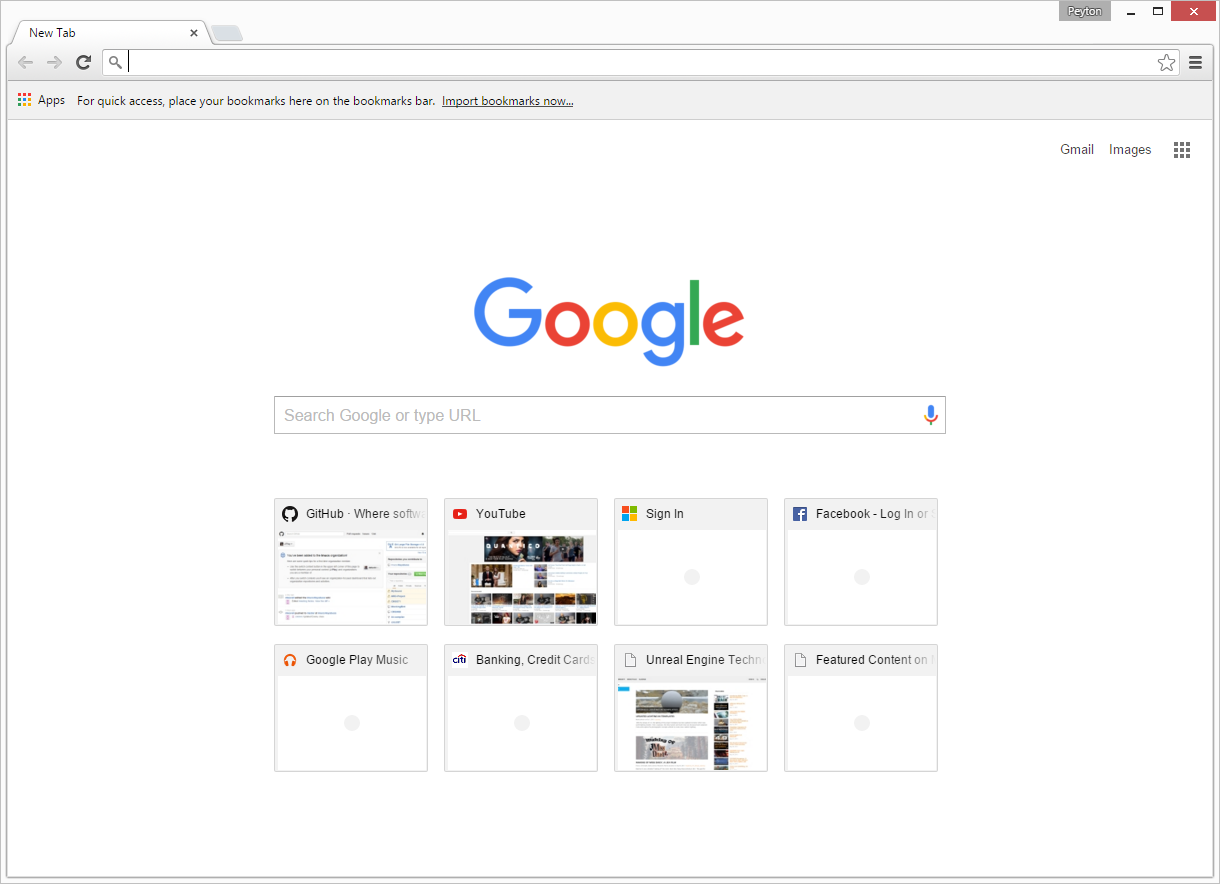 Peyton
New Tab
Apps For quick access, place your bookmarks here on the bookmarks bar. Import bookmarks now...
Gmail Images
Google
Search Google or type URL
GitHub · Where softw
YouTube
Sign In
Facebook - Log In or
QUANTICO
Google Play Music
citi Banking, Credit Cards
Unreal Engine Techn
Featured Content on